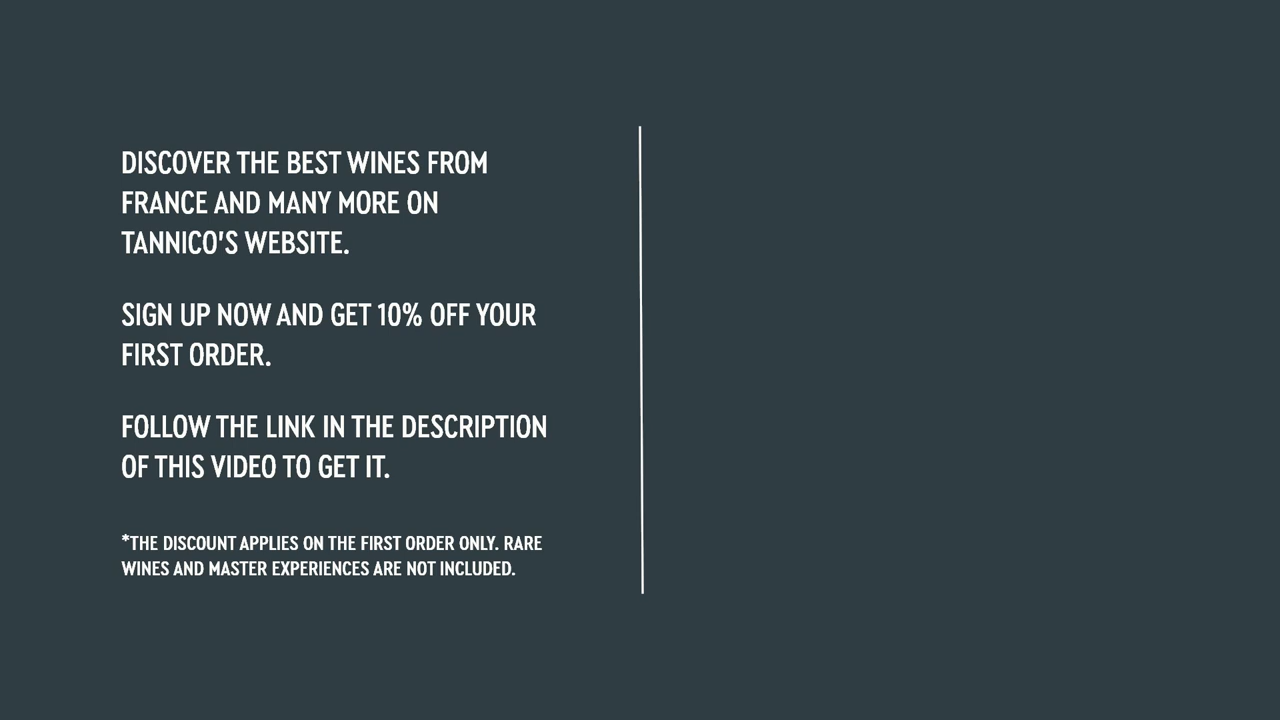 DISCOVER THE BEST WINES FROM
FRANCE AND MANY MORE ON
TANNICO'S WEBSITE.
SIGN UP NOW AND GET 10% OFF YOUR
FIRST ORDER.
FOLLOW THE LINK IN THE DESCRIPTION
OF THIS VIDEO TO GET IT.
*THE DISCOUNT APPLIES ON THE FIRST ORDER ONLY. RARE
WINES AND MASTER EXPERIENCES ARE NOT INCLUDED.